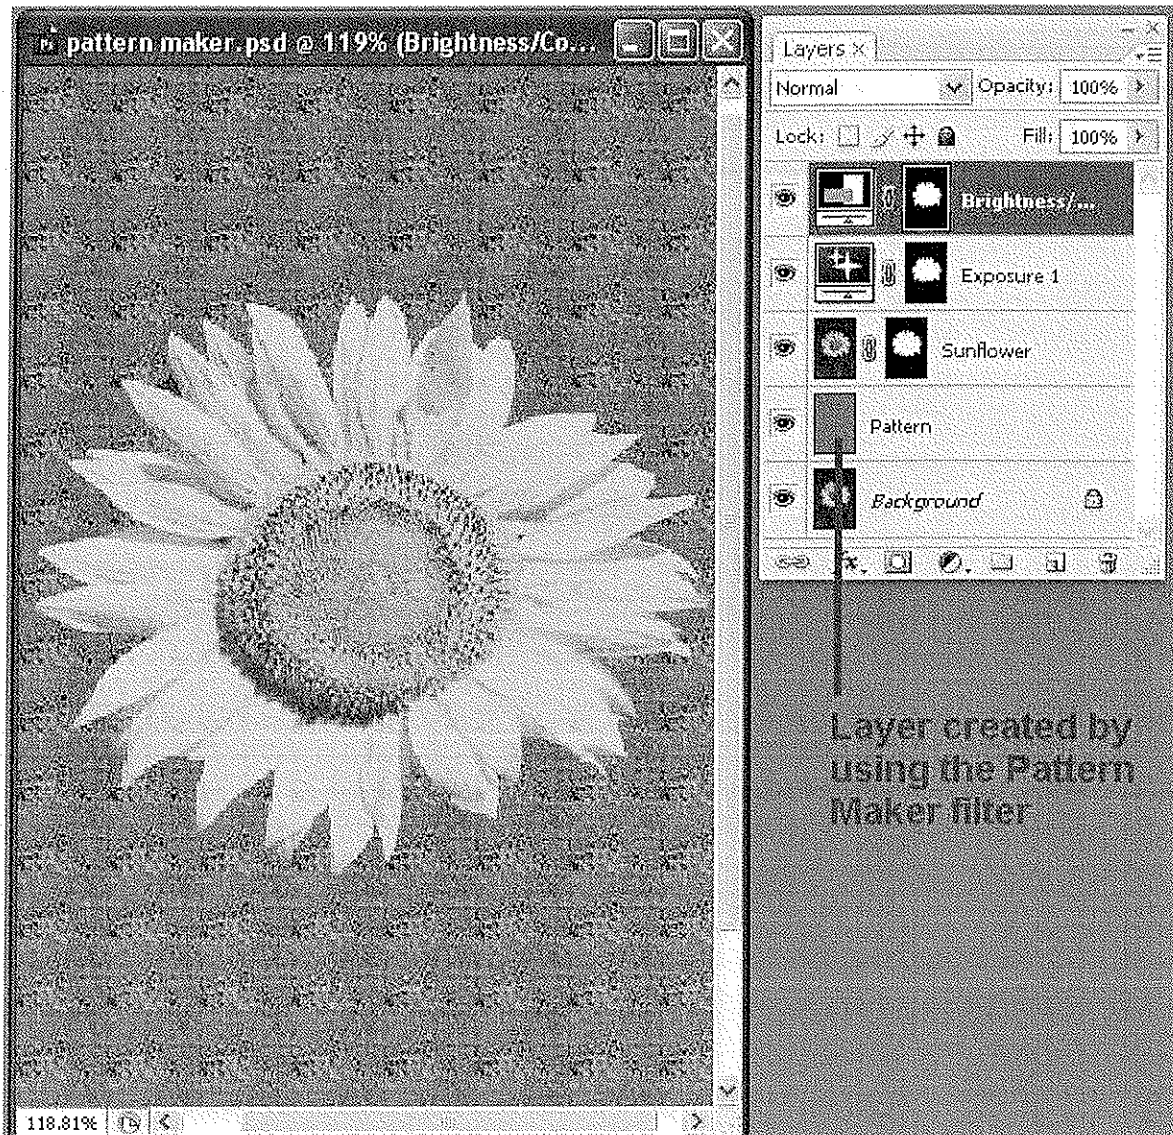 pattern maker.psd @ 119% (Brightness/Co...
Layers ×
Normal
Opacity: 100%
Lock:
Fill: 100%
Brightness/...
Exposure 1
Sunflower
Pattern
Background
fx
Layer created by
using the Pattern
Maker filter
118.81%